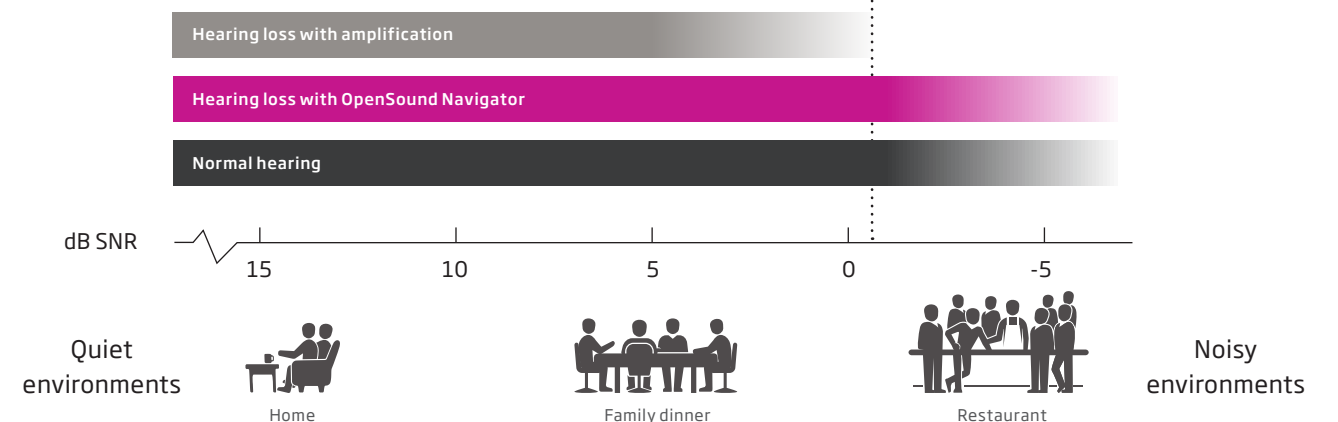 Hearing loss with amplification
Hearing loss with OpenSound Navigator
Normal hearing
dB SNR
15 10 5 0 -5
Quiet
environments
Noisy
environments
Home Family dinner Restaurant